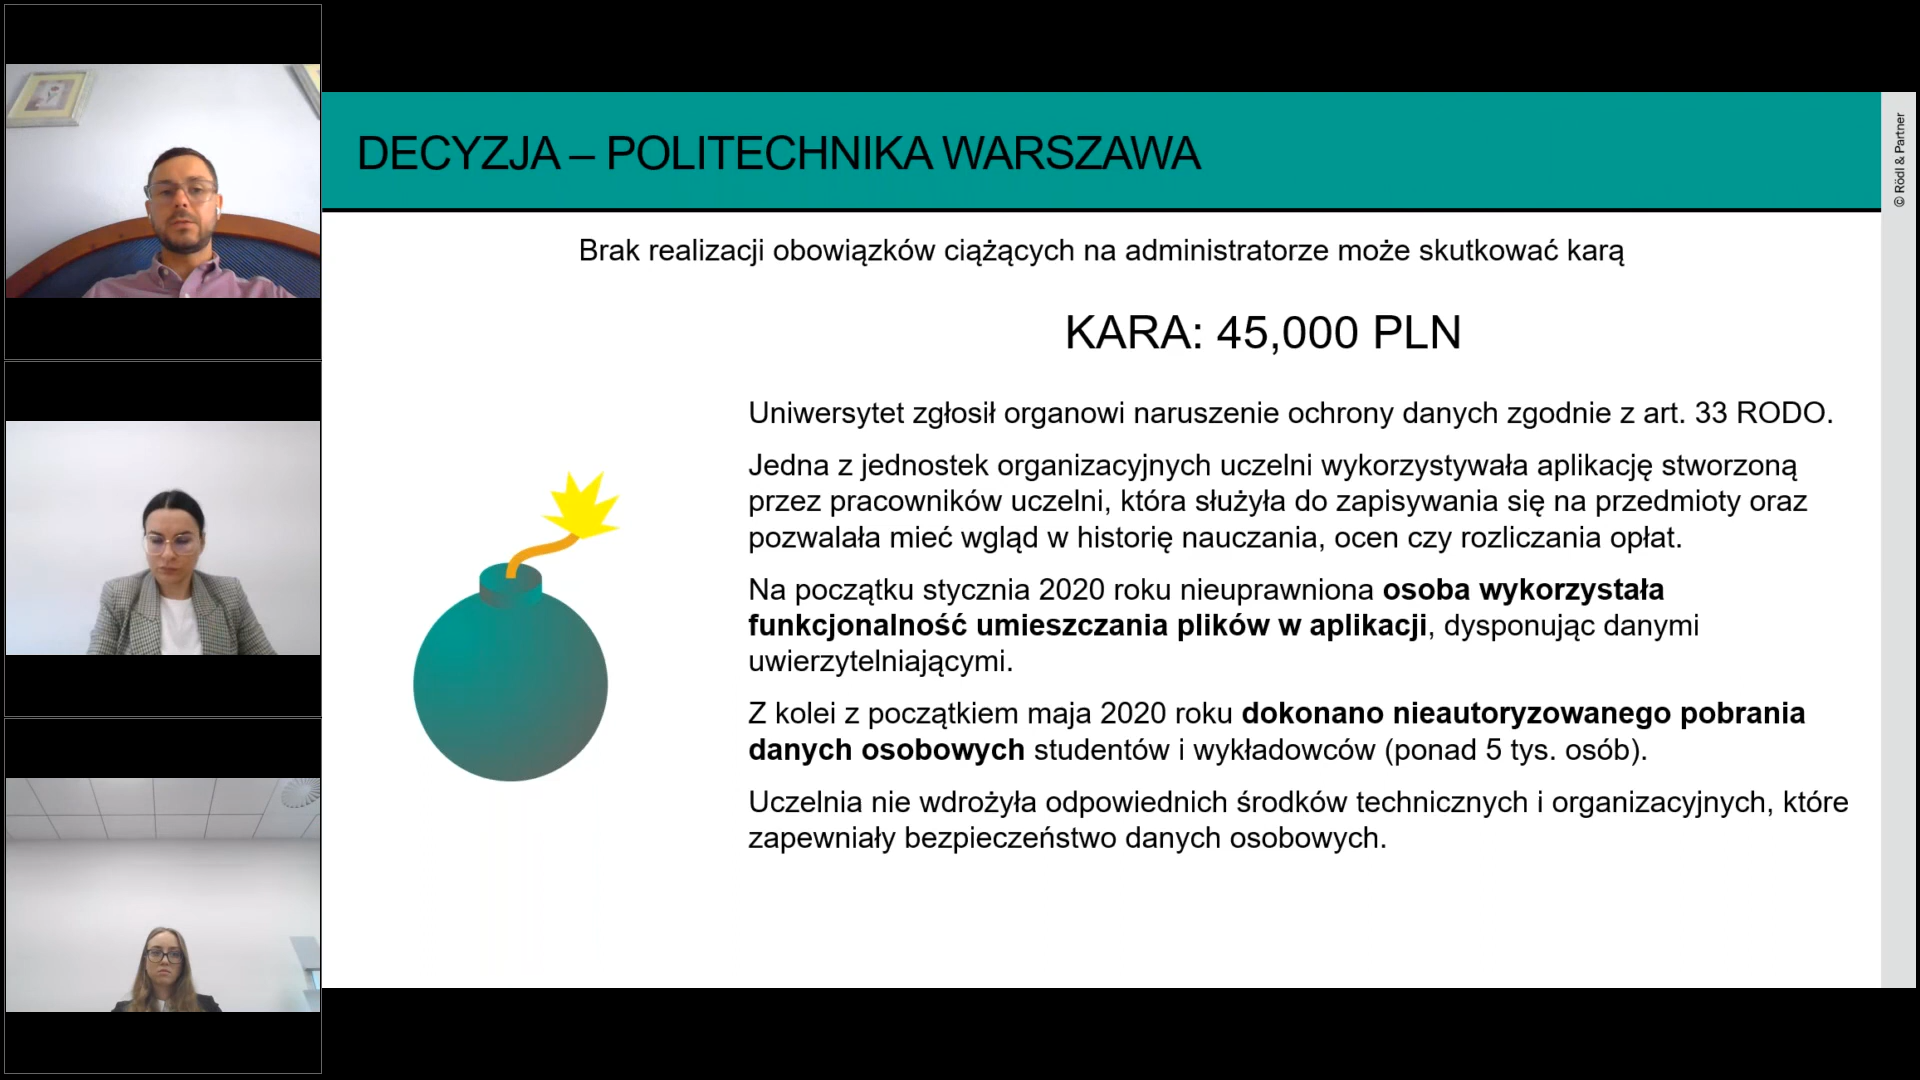 DECYZJA – POLITECHNIKA WARSZAWA
© Rödl & Partner
Brak realizacji obowiązków ciążących na administratorze może skutkować karą
KARA: 45,000 PLN
Uniwersytet zgłosił organowi naruszenie ochrony danych zgodnie z art. 33 RODO.
Jedna z jednostek organizacyjnych uczelni wykorzystywała aplikację stworzoną
przez pracowników uczelni, która służyła do zapisywania się na przedmioty oraz
pozwalała mieć wgląd w historię nauczania, ocen czy rozliczania opłat.
Na początku stycznia 2020 roku nieuprawniona osoba wykorzystała
funkcjonalność umieszczania plików w aplikacji, dysponując danymi
uwierzytelniającymi.
Z kolei z początkiem maja 2020 roku dokonano nieautoryzowanego pobrania
danych osobowych studentów i wykładowców (ponad 5 tys. osób).
Uczelnia nie wdrożyła odpowiednich środków technicznych i organizacyjnych, które
zapewniały bezpieczeństwo danych osobowych.